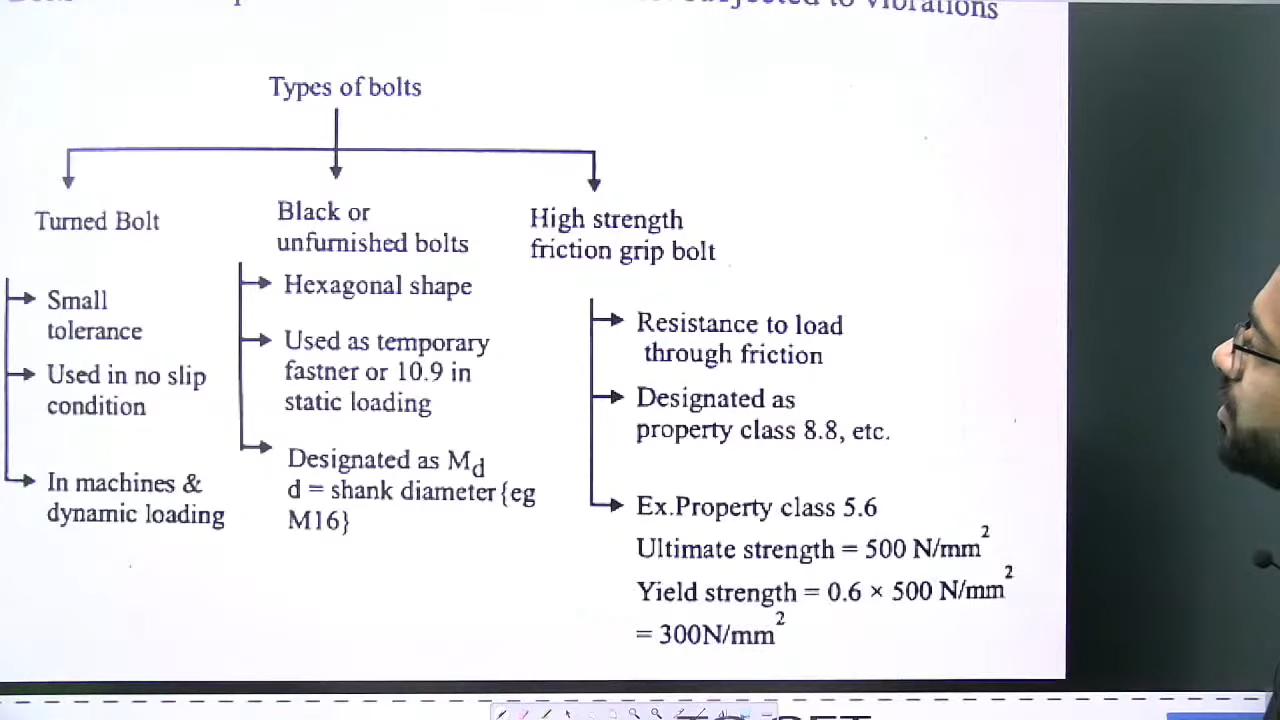 to vibrations
Types of bolts
Turned Bolt
Small
tolerance
Used in no slip
condition
In machines &
dynamic loading
Black or
unfurnished bolts
Hexagonal shape
Used as temporary
fastner or 10.9 in
static loading
Designated as Md
d = shank diameter{eg
M16}
High strength
friction grip bolt
Resistance to load
through friction
Designated as
property class 8.8, etc.
Ex.Property class 5.6
Ultimate strength = 500 N/mm²
Yield strength = 0.6 × 500 N/mm²
= 300N/mm²